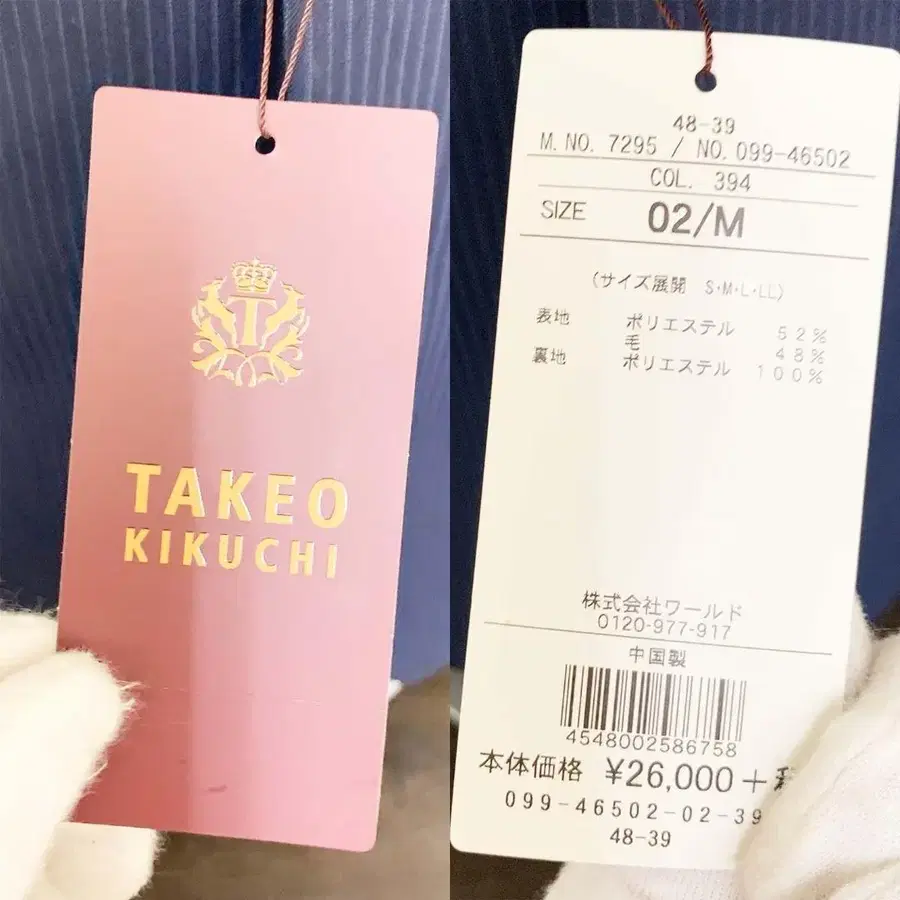 T
TAKEO
KIKUCHI
48-39
M.NO. 7295 / NO.099-46502
COL. 394
SIZE 02/M
(サイズ展開 S・M・L・LL)
表地 ポリエステル 52%
毛 48%
裏地 ポリエステル 100%
株式会社ワールド
0120-977-917
中国製
4548002586758
本体価格 ¥26,000+
099-46502-02-39
48-39